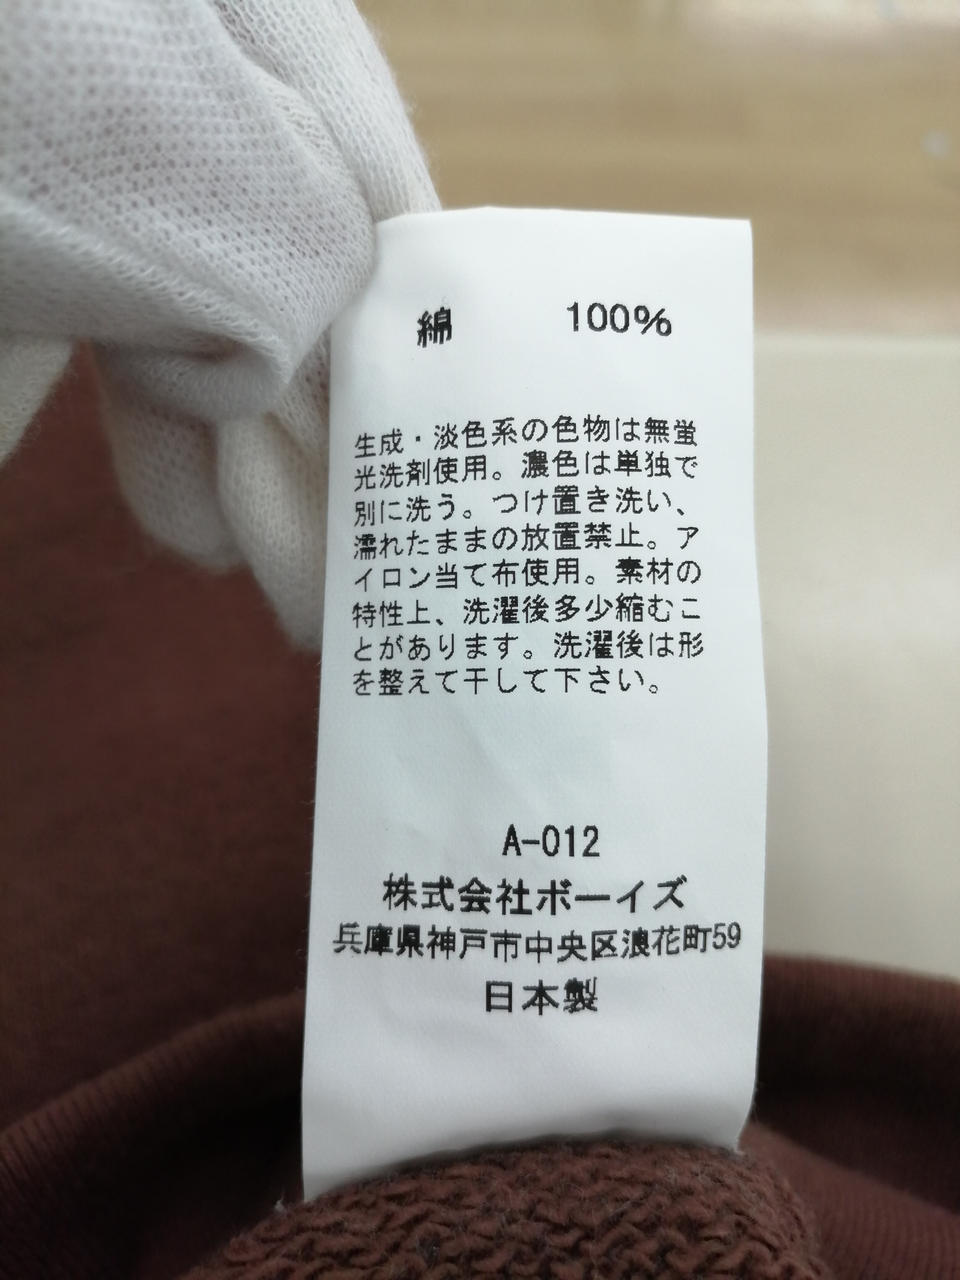 綿 100%
生成・淡色系の色物は無蛍
光洗剤使用。濃色は単独で
別に洗う。つけ置き洗い、
濡れたままの放置禁止。ア
イロン当て布使用。素材の
特性上、洗濯後多少縮むこ
とがあります。洗濯後は形
を整えて干して下さい。
A-012
株式会社ボーイズ
兵庫県神戸市中央区浪花町59
日本製